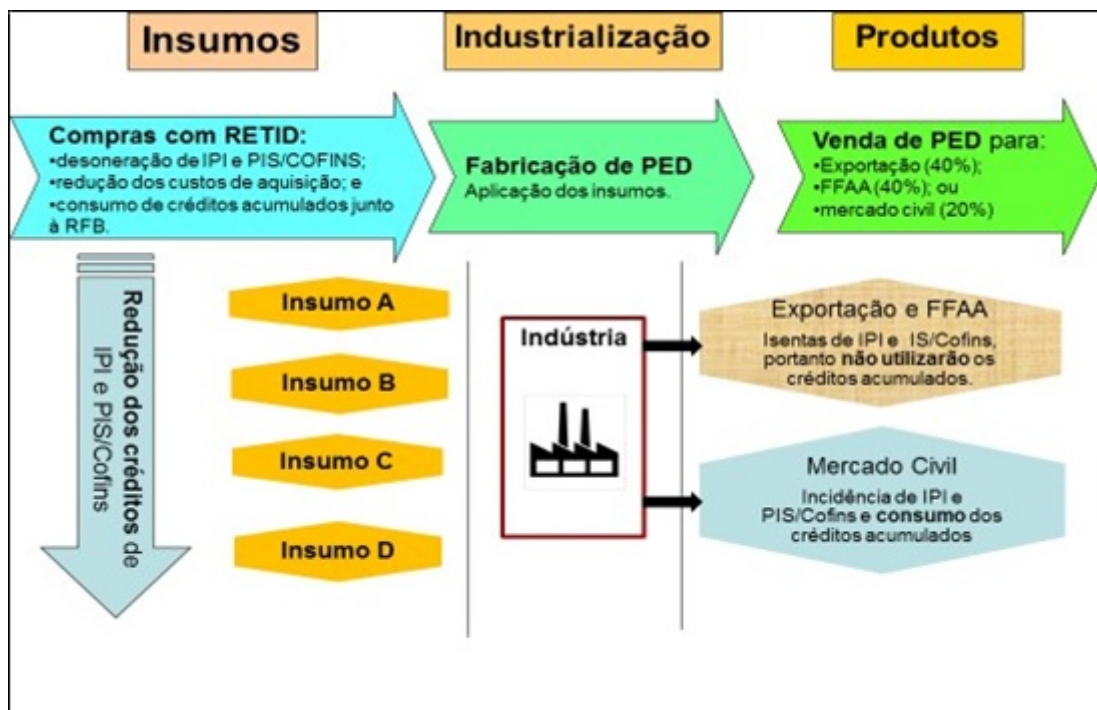 Insumos
Industrialização
Produtos
Compras com RETID:
•desoneração de IPI e PIS/COFINS;
•redução dos custos de aquisição; e
•consumo de créditos acumulados junto
à RFB.
Fabricação de PED
Aplicação dos insumos.
Venda de PED para:
•Exportação (40%);
•FFAA (40%); ou
•mercado civil (20%)
Redução dos créditos de
IPI e PIS/Cofins
Insumo A
Insumo B
Insumo C
Insumo D
Indústria
Exportação e FFAA
Isentas de IPI e IS/Cofins,
portanto não utilizarão os
créditos acumulados.
Mercado Civil
Incidência de IPI e
PIS/Cofins e consumo dos
créditos acumulados